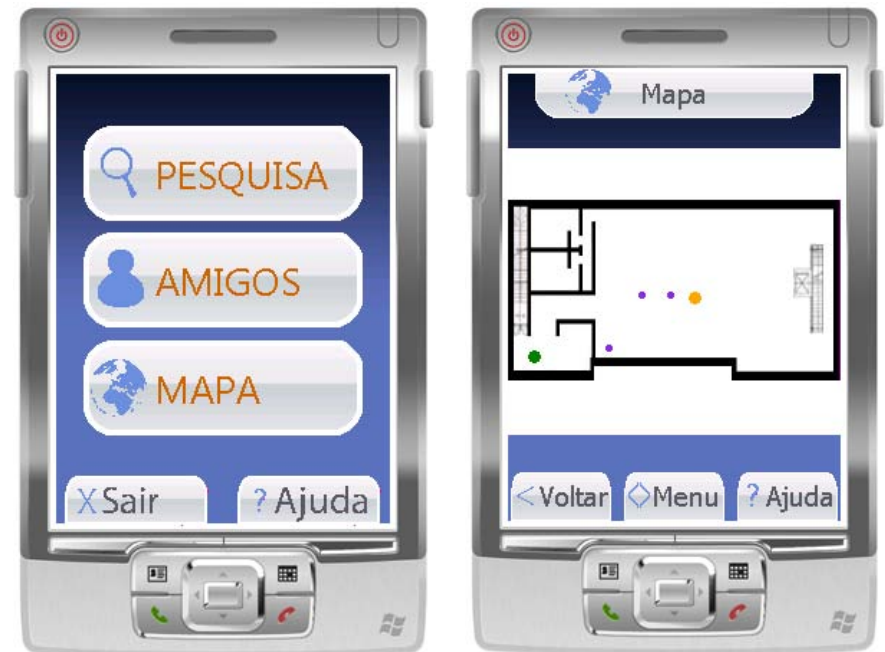 PESQUISA
AMIGOS
MAPA
X Sair
? Ajuda
Mapa
< Voltar
Menu
? Ajuda